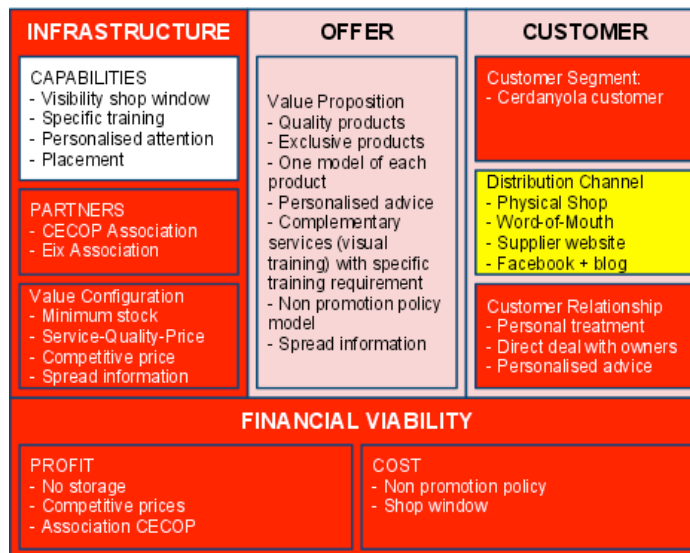 INFRASTRUCTURE
CAPABILITIES
- Visibility shop window
- Specific training
- Personalised attention
- Placement
PARTNERS
- CECOP Association
- Eix Association
Value Configuration
- Minimum stock
- Service-Quality-Price
- Competitive price
- Spread information
OFFER
Value Proposition
- Quality products
- Exclusive products
- One model of each
product
- Personalised advice
- Complementary
services (visual
training) with specific
training requirement
- Non promotion policy
model
- Spread information
CUSTOMER
Customer Segment:
- Cerdanyola customer
Distribution Channel
- Physical Shop
- Word-of-Mouth
- Supplier website
- Facebook + blog
Customer Relationship
- Personal treatment
- Direct deal with owners
- Personalised advice
FINANCIAL VIABILITY
PROFIT
- No storage
- Competitive prices
- Association CECOP
COST
- Non promotion policy
- Shop window